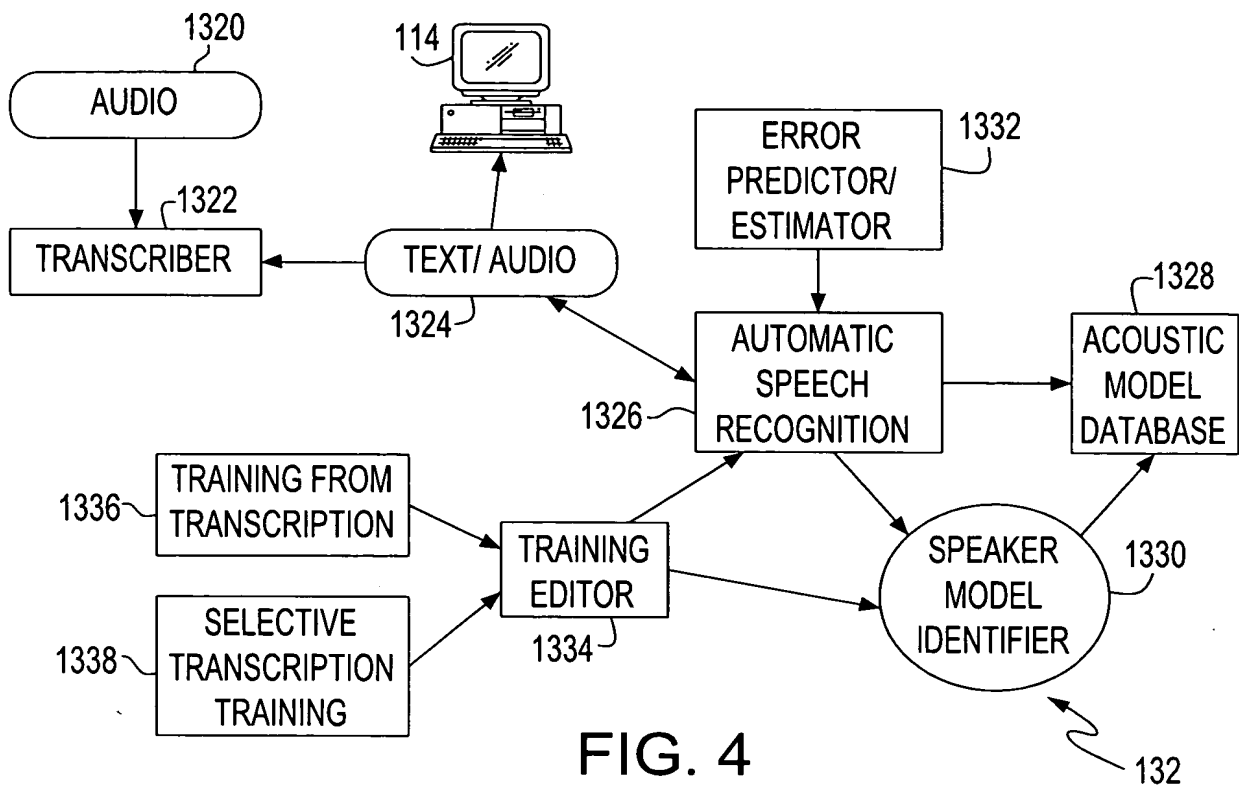 1320
AUDIO
114
1322
TRANSCRIBER
TEXT/ AUDIO
1324
ERROR
PREDICTOR/
ESTIMATOR
1332
AUTOMATIC
SPEECH
RECOGNITION
1326
1328
ACOUSTIC
MODEL
DATABASE
1336
TRAINING FROM
TRANSCRIPTION
1338
SELECTIVE
TRANSCRIPTION
TRAINING
TRAINING
EDITOR
1334
SPEAKER
MODEL
IDENTIFIER
1330
132
FIG. 4